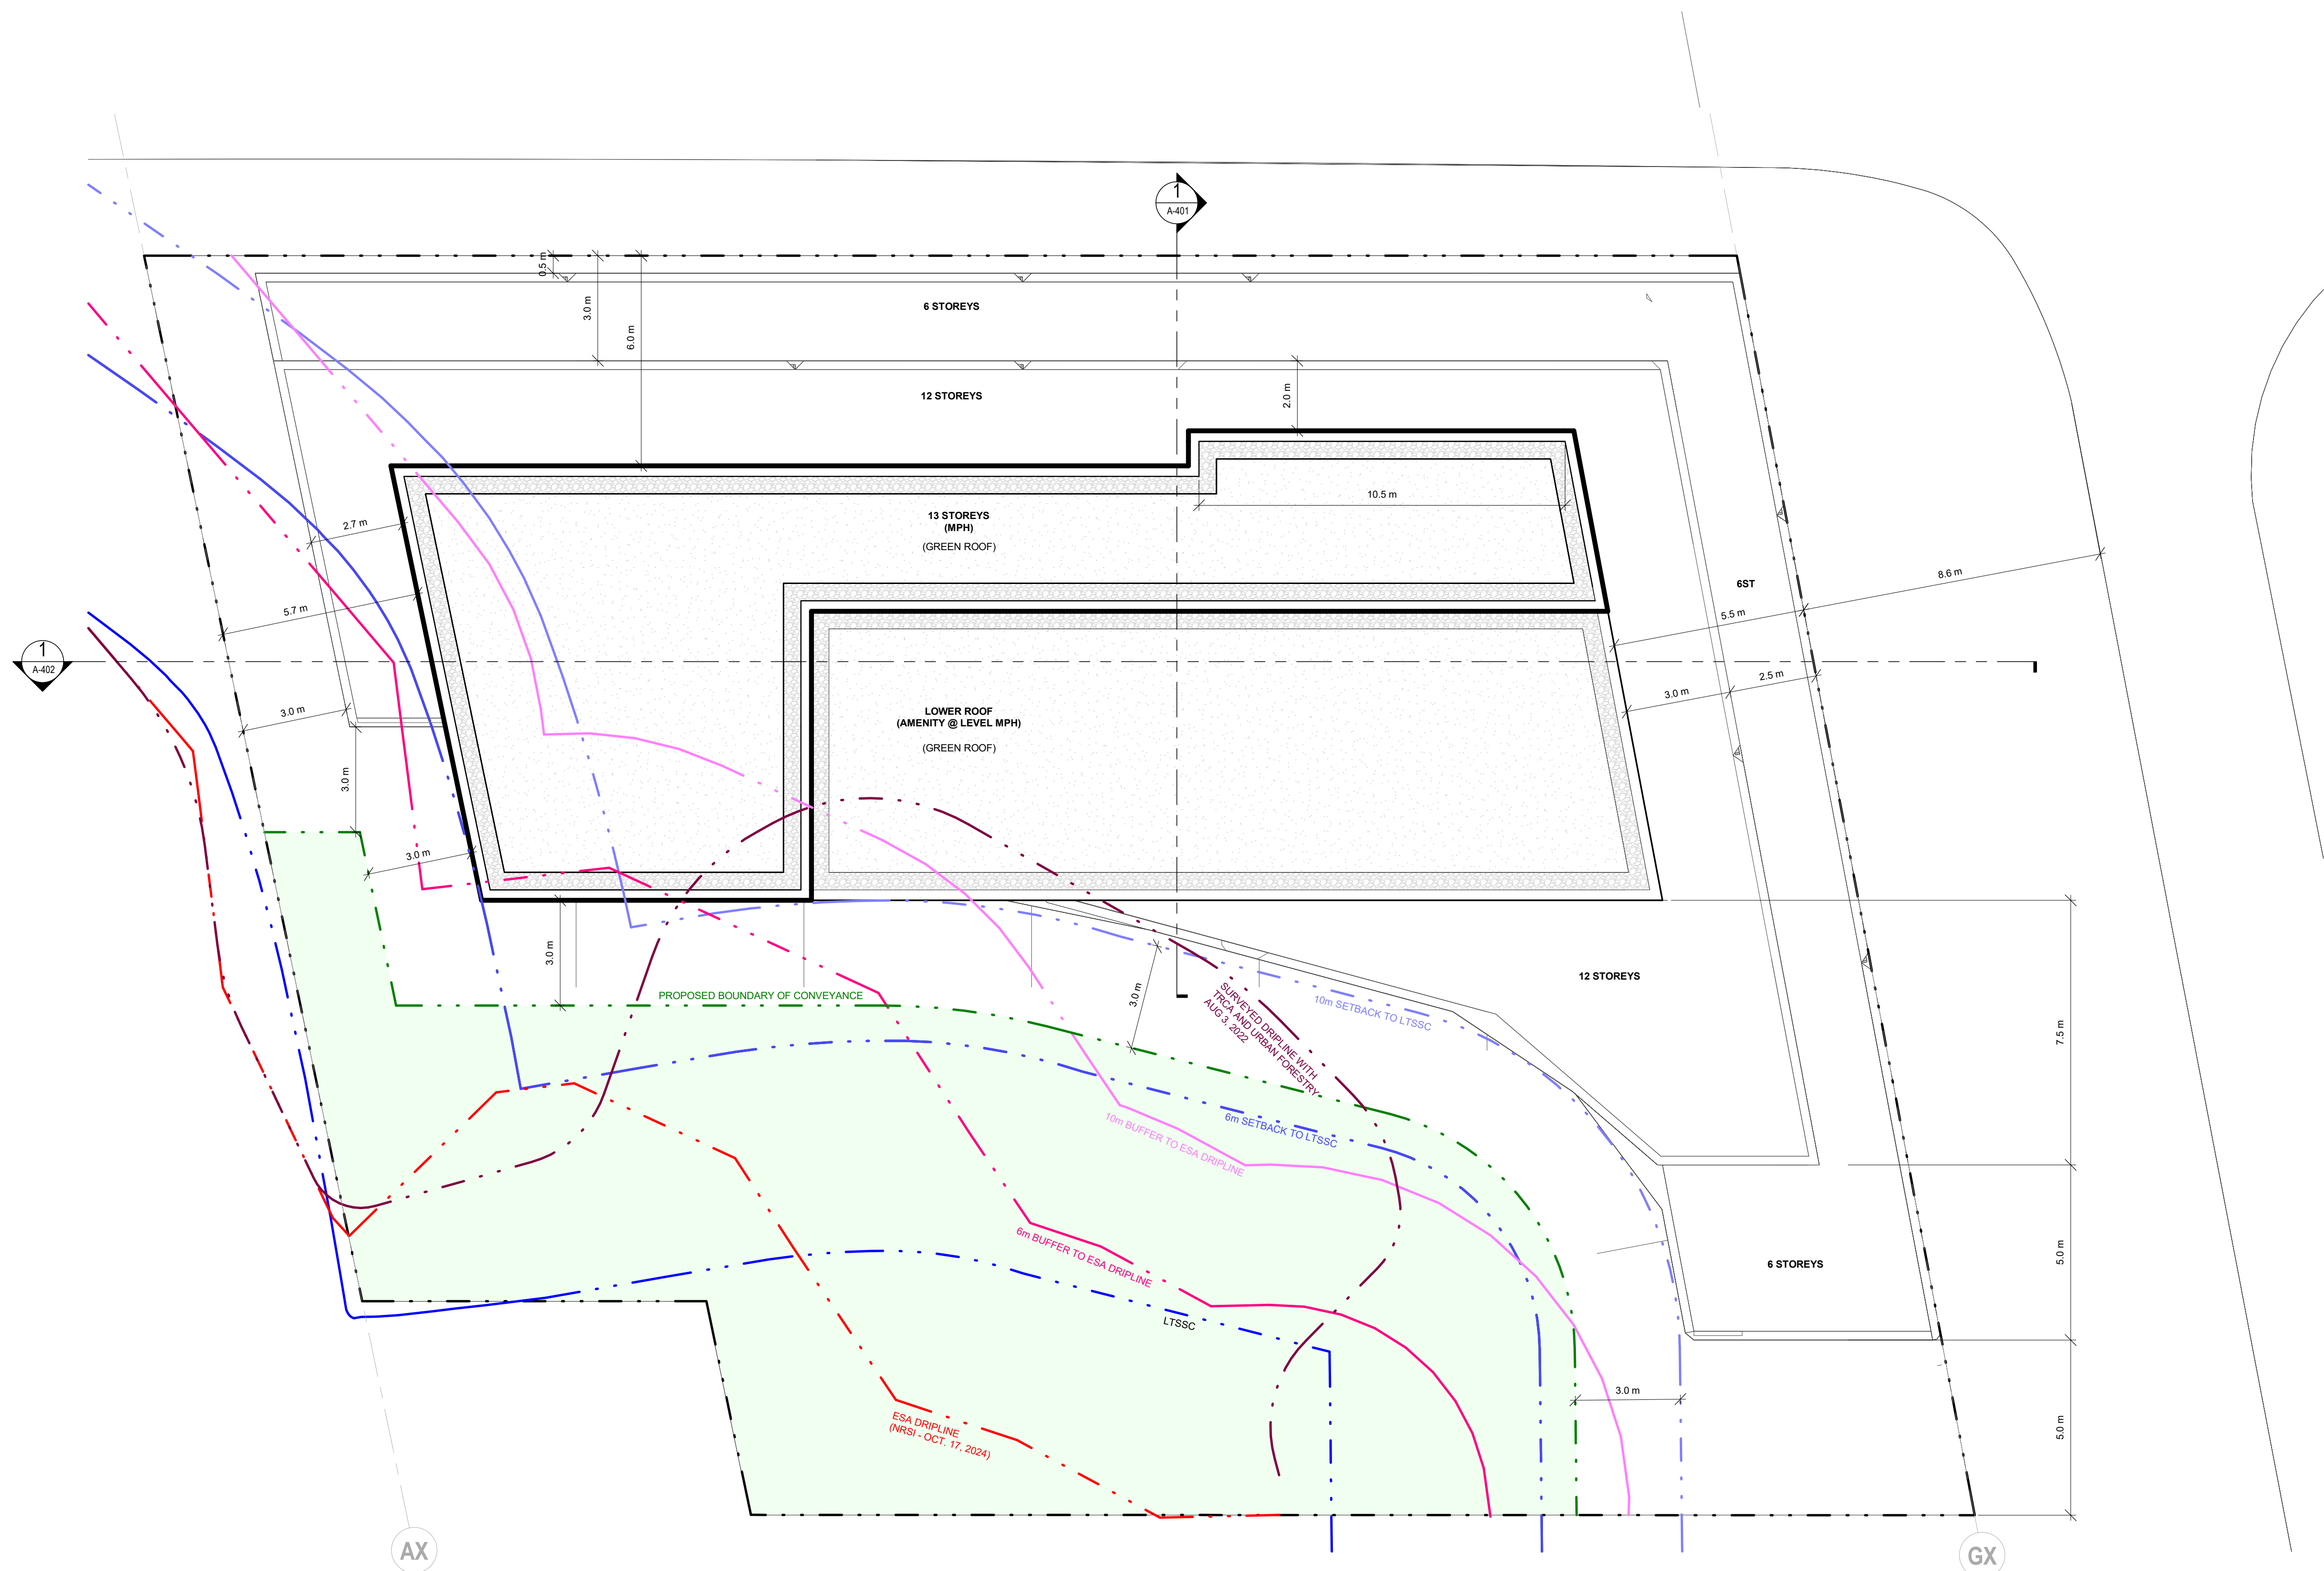 1
A-401
0.5 m
3.0 m
6.0 m
6 STOREYS
12 STOREYS
2.0 m
10.5 m
13 STOREYS
(MPH)
(GREEN ROOF)
2.7 m
5.7 m
6ST
8.6 m
5.5 m
1
A-402
2.5 m
3.0 m
3.0 m
LOWER ROOF
(AMENITY @ LEVEL MPH)
(GREEN ROOF)
3.0 m
3.0 m
3.0 m
3.0 m
12 STOREYS
PROPOSED BOUNDARY OF CONVEYANCE
SURVEYED DRIPLINE WITH
TRCA AND URBAN FORESTRY
AUG 3, 2022
10m SETBACK TO LTSSC
7.5 m
10m BUFFER TO ESA DRIPLINE
6m SETBACK TO LTSSC
6m BUFFER TO ESA DRIPLINE
6 STOREYS
5.0 m
LTSSC
3.0 m
ESA DRIPLINE
(NRSI - OCT. 17, 2024)
5.0 m
AX
GX